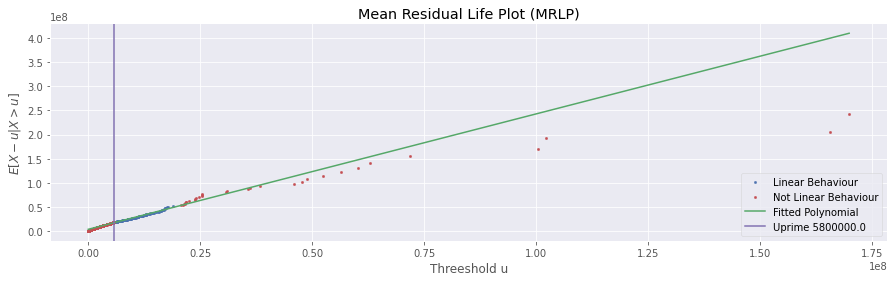 Mean Residual Life Plot (MRLP)
1e8
4.0
3.5
3.0
2.5
2.0
1.5
1.0
0.5
0.0
E[X − u|X > u]
Linear Behaviour
Not Linear Behaviour
Fitted Polynomial
Uprime 5800000.0
0.00
0.25
0.50
0.75
1.00
1.25
1.50
1.75
1e8
Threeshold u